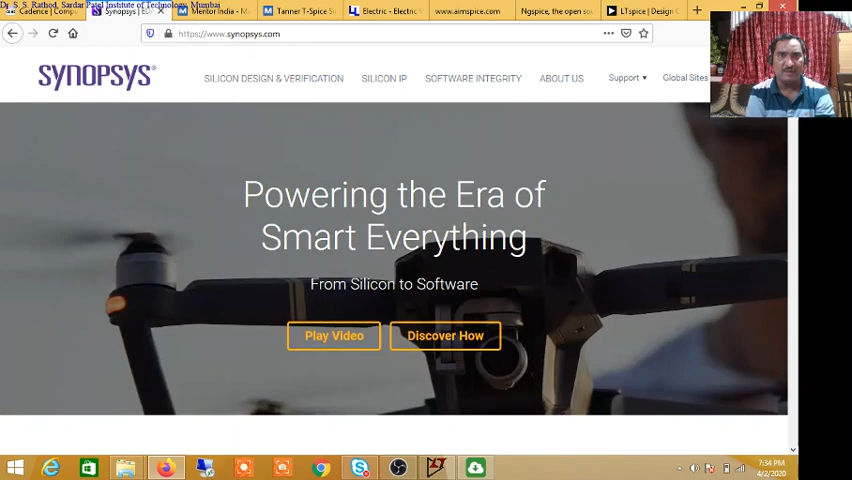 Dr. S. S. Rathod, Sardar Patel Institute of Technology, Mumbai
Cadence | Comp
Synopsys | ED
Mentor India - M
Tanner T-Spice Si
Electric - Electric
www.aimspice.com
Ngspice, the open sou
LTspice | Design C
https://www.synopsys.com
SYNOPSYS®
SILICON DESIGN & VERIFICATION
SILICON IP
SOFTWARE INTEGRITY
ABOUT US
Support
Global Sites
Powering the Era of
Smart Everything
From Silicon to Software
Play Video
Discover How
7:34 PM
4/2/2020